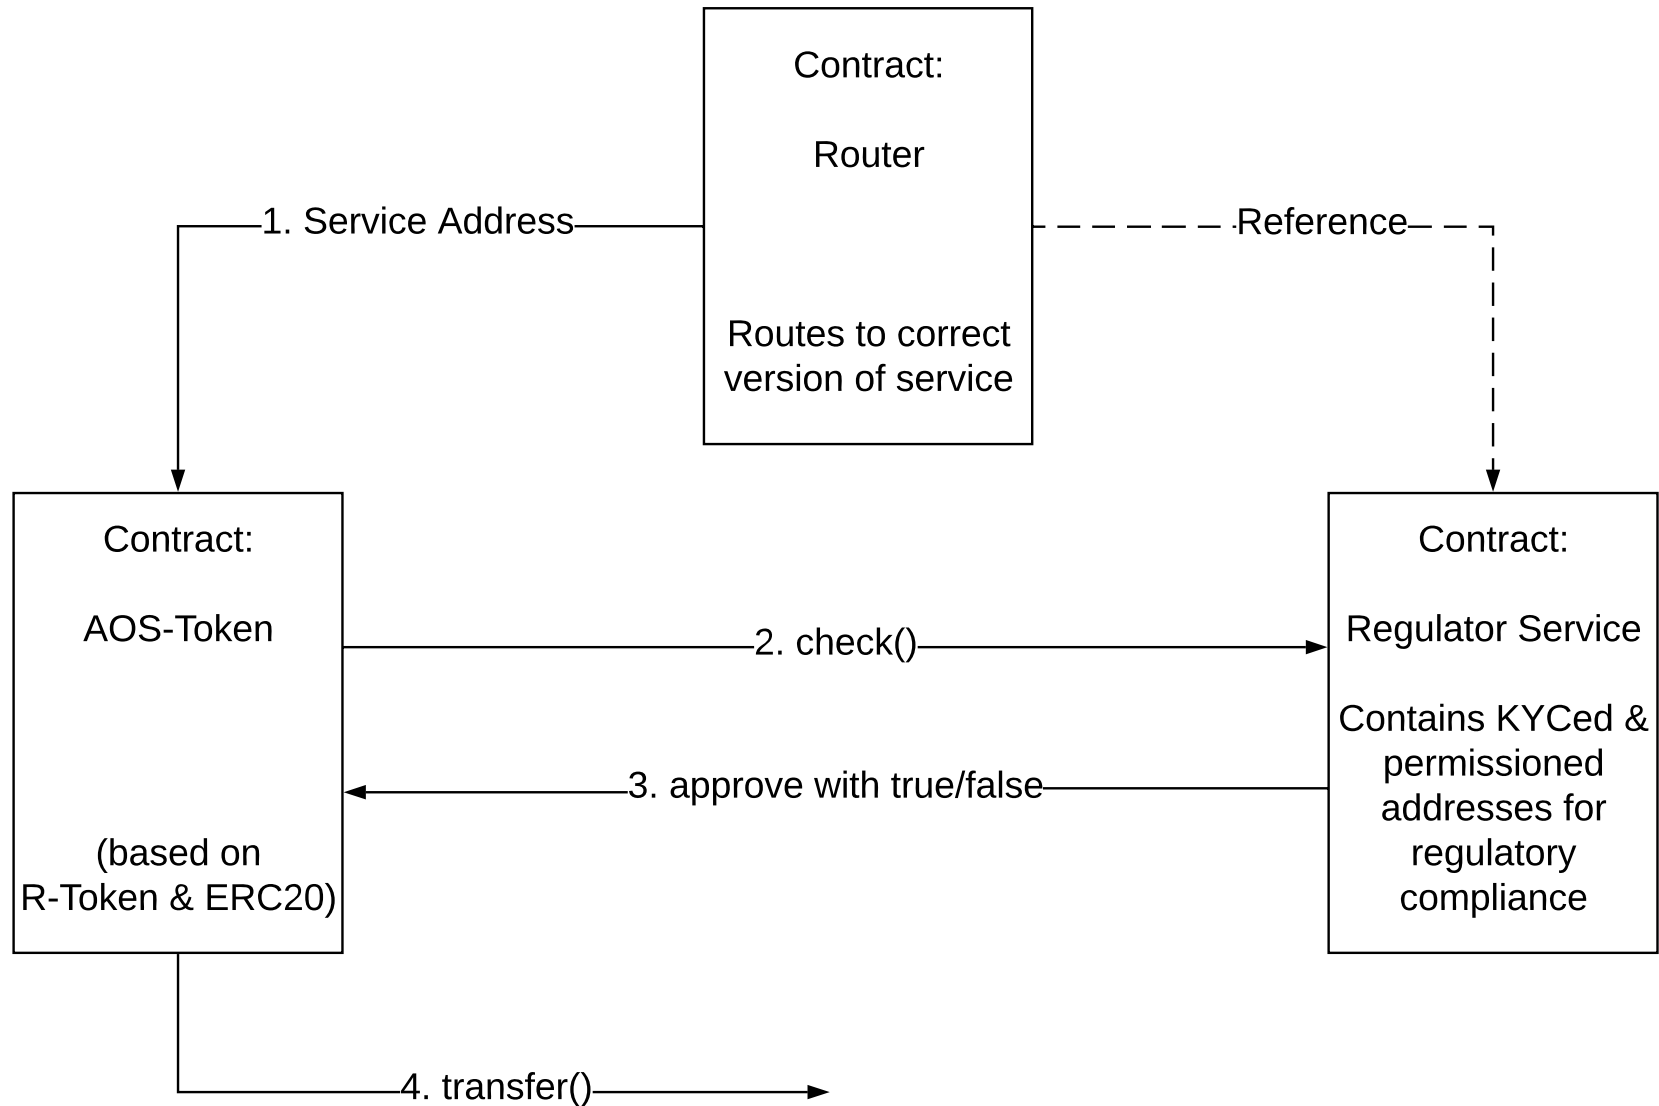 Contract:
Router
Routes to correct
version of service
1. Service Address
Reference
Contract:
AOS-Token
(based on
R-Token & ERC20)
2. check()
3. approve with true/false
Contract:
Regulator Service
Contains KYCed &
permissioned
addresses for
regulatory
compliance
4. transfer()